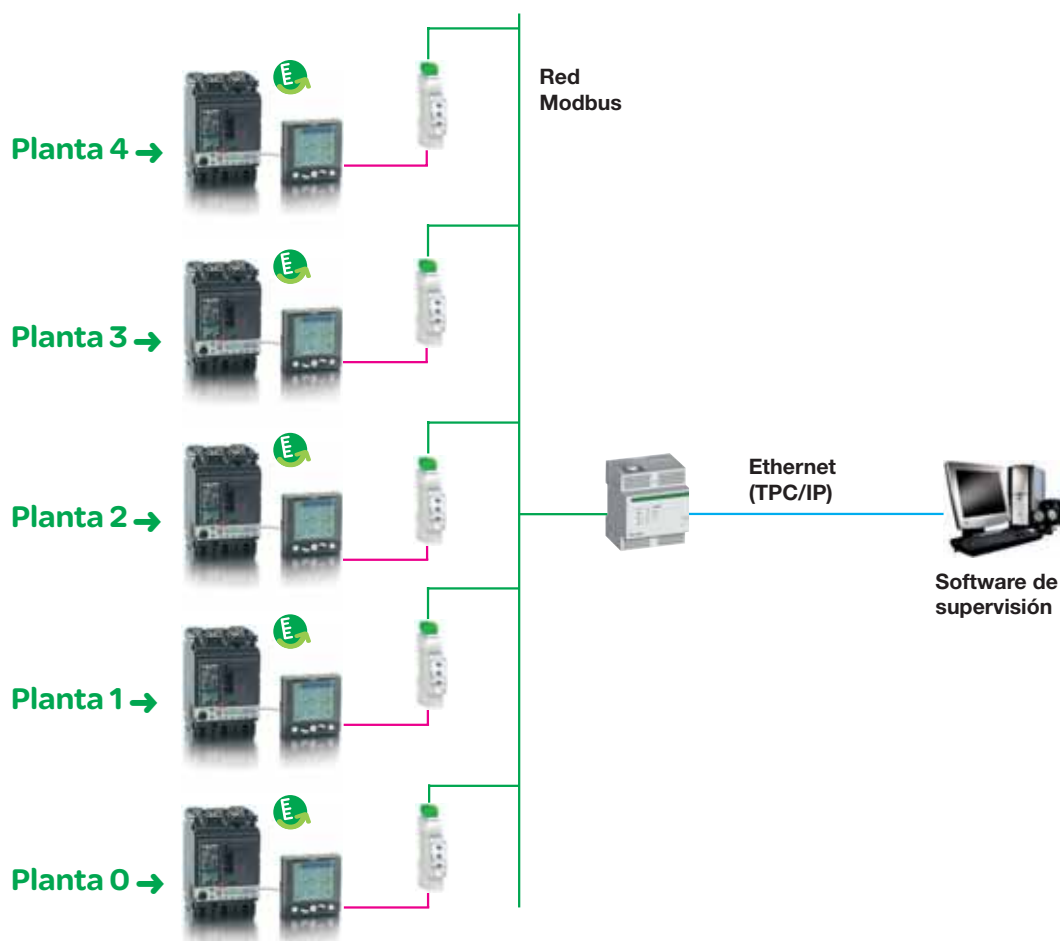 Red
Modbus
Planta 4
Planta 3
Planta 2
Ethernet
(TPC/IP)
Software de
supervisión
Planta 1
Planta 0